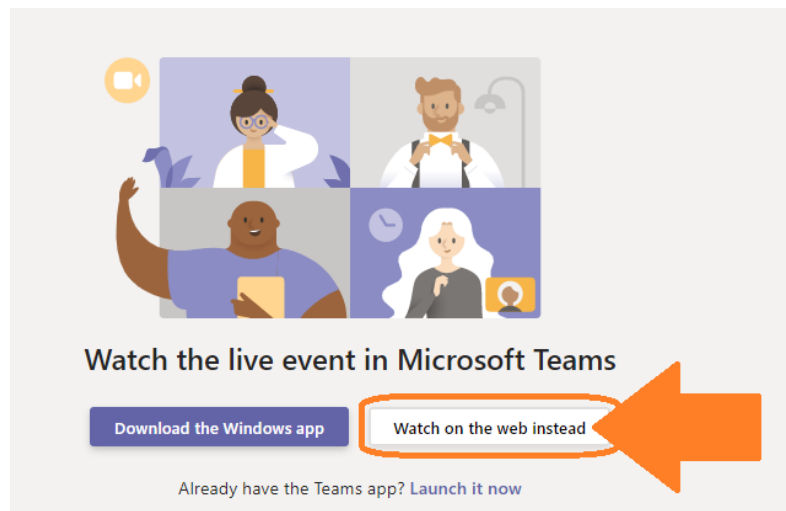 Watch the live event in Microsoft Teams
Download the Windows app
Watch on the web instead
Already have the Teams app? Launch it now